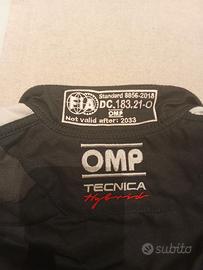 FIA
Standard 8856-2018
DC.183.21-O
OMP
Not valid after: 2033
OMP
TECNICA
Hybrid
subito